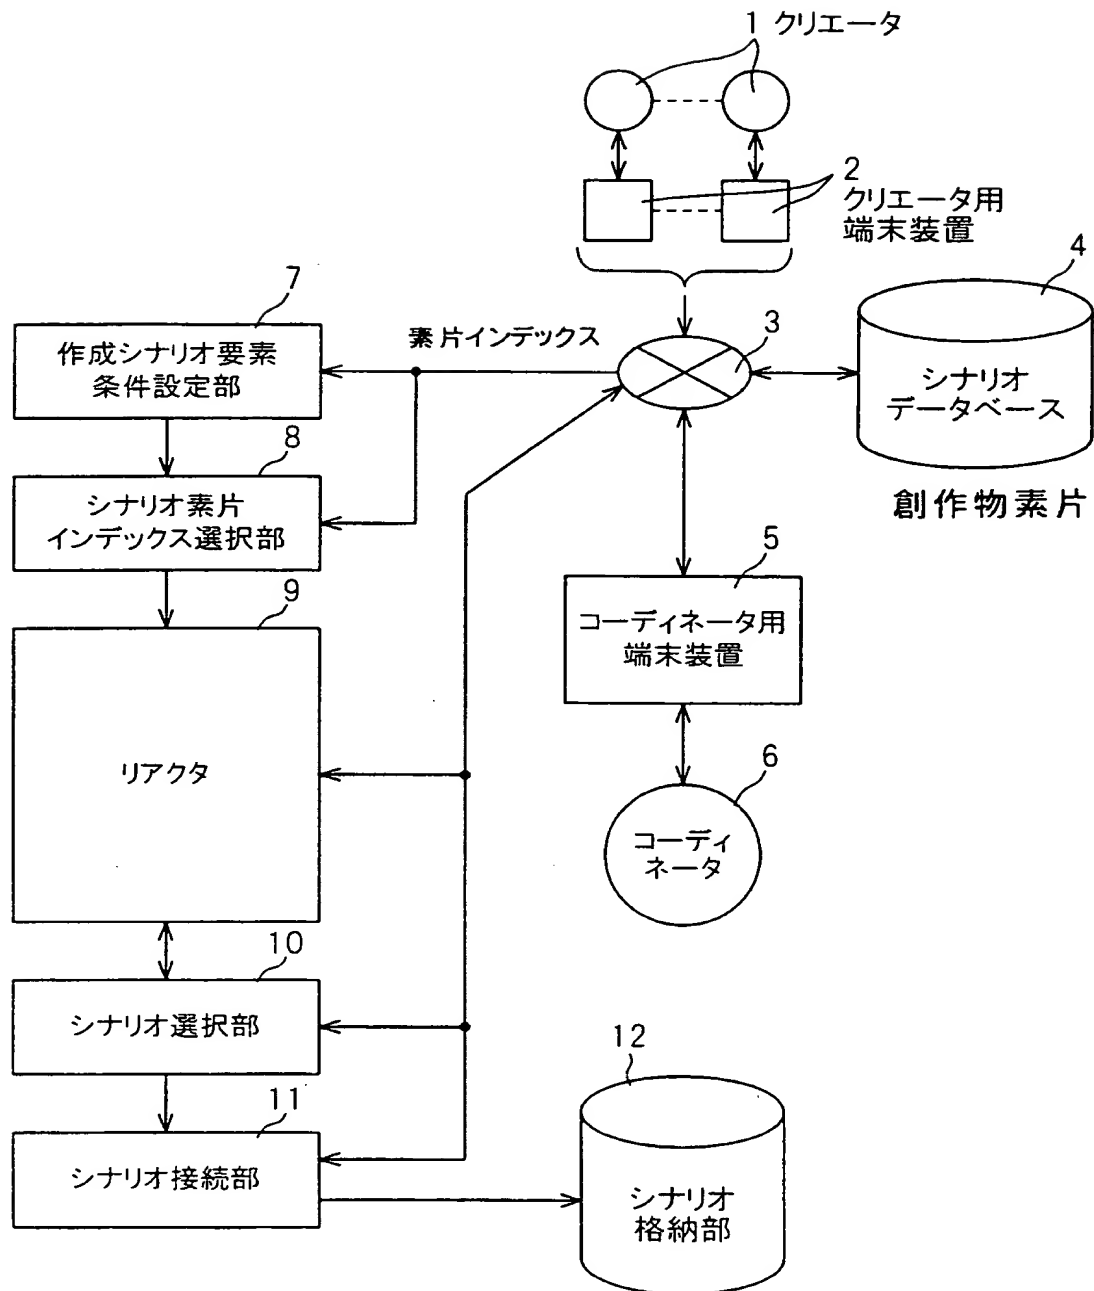 1 クリエータ
2
クリエータ用
端末装置
4
シナリオ
データベース
創作物素片
3
素片インデックス
7
作成シナリオ要素
条件設定部
8
シナリオ素片
インデックス選択部
9
リアクタ
5
コーディネータ用
端末装置
6
コーディ
ネータ
10
シナリオ選択部
11
シナリオ接続部
12
シナリオ
格納部